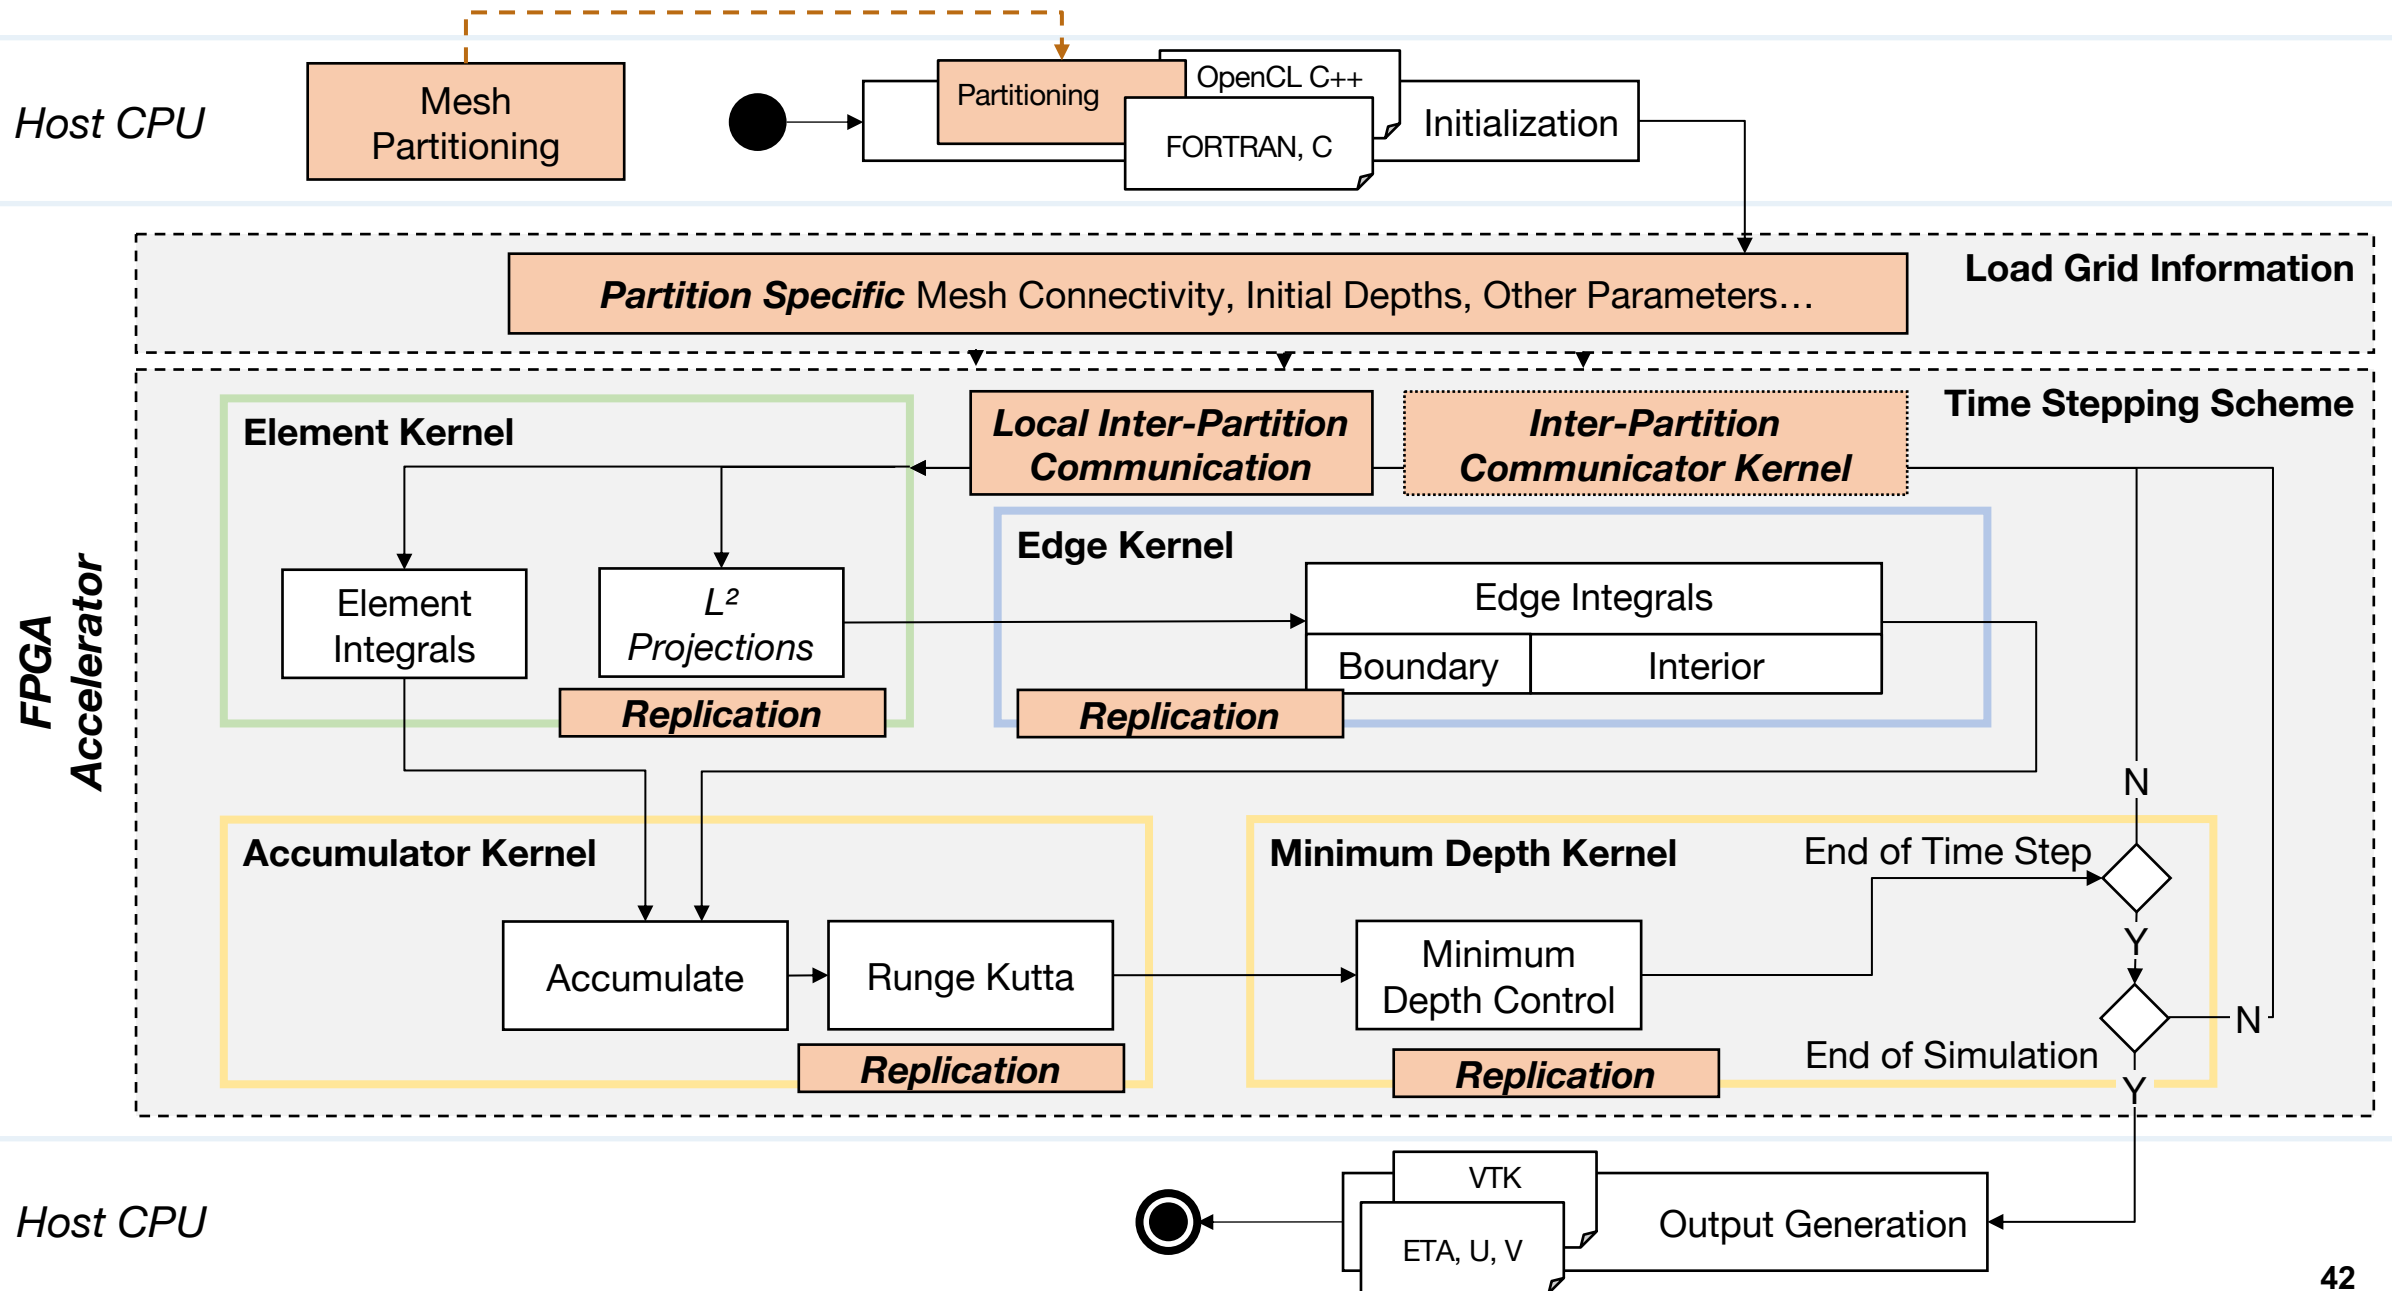 Host CPU
Mesh
Partitioning
Partitioning
OpenCL C++
FORTRAN, C
Initialization
Load Grid Information
Partition Specific Mesh Connectivity, Initial Depths, Other Parameters...
FPGA
Accelerator
Time Stepping Scheme
Element Kernel
Local Inter-Partition
Communication
Inter-Partition
Communicator Kernel
Element
Integrals
L²
Projections
Replication
Edge Kernel
Edge Integrals
Boundary
Interior
Replication
N
Accumulator Kernel
Accumulate
Runge Kutta
Replication
Minimum Depth Kernel
End of Time Step
Y
Minimum
Depth Control
N
End of Simulation
Replication
Y
Host CPU
VTK
ETA, U, V
Output Generation
42